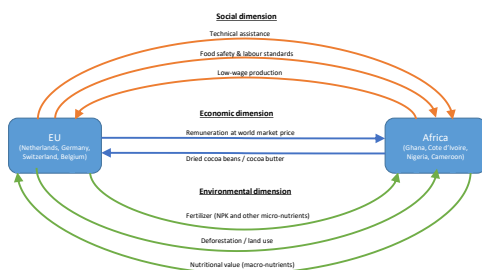 Social dimension
Technical assistance
Food safety & labour standards
Low-wage production
Economic dimension
EU
(Netherlands, Germany,
Switzerland, Belgium)
Remuneration at world market price
Dried cocoa beans / cocoa butter
Africa
(Ghana, Cote d'Ivoire,
Nigeria, Cameroon)
Environmental dimension
Fertilizer (NPK and other micro-nutrients)
Deforestation / land use
Nutritional value (macro-nutrients)